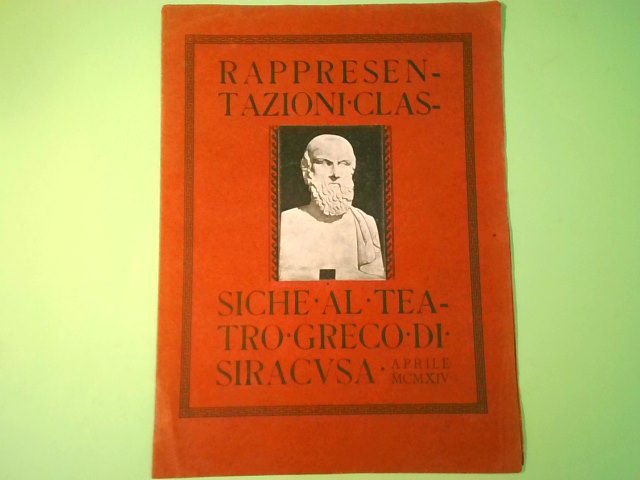 RAPPRESEN-
TAZIONI·CLAS-
SICHE·AL·TEA-
TRO·GRECO·DI·
SIRACVSA· APRILE
MCMXIV